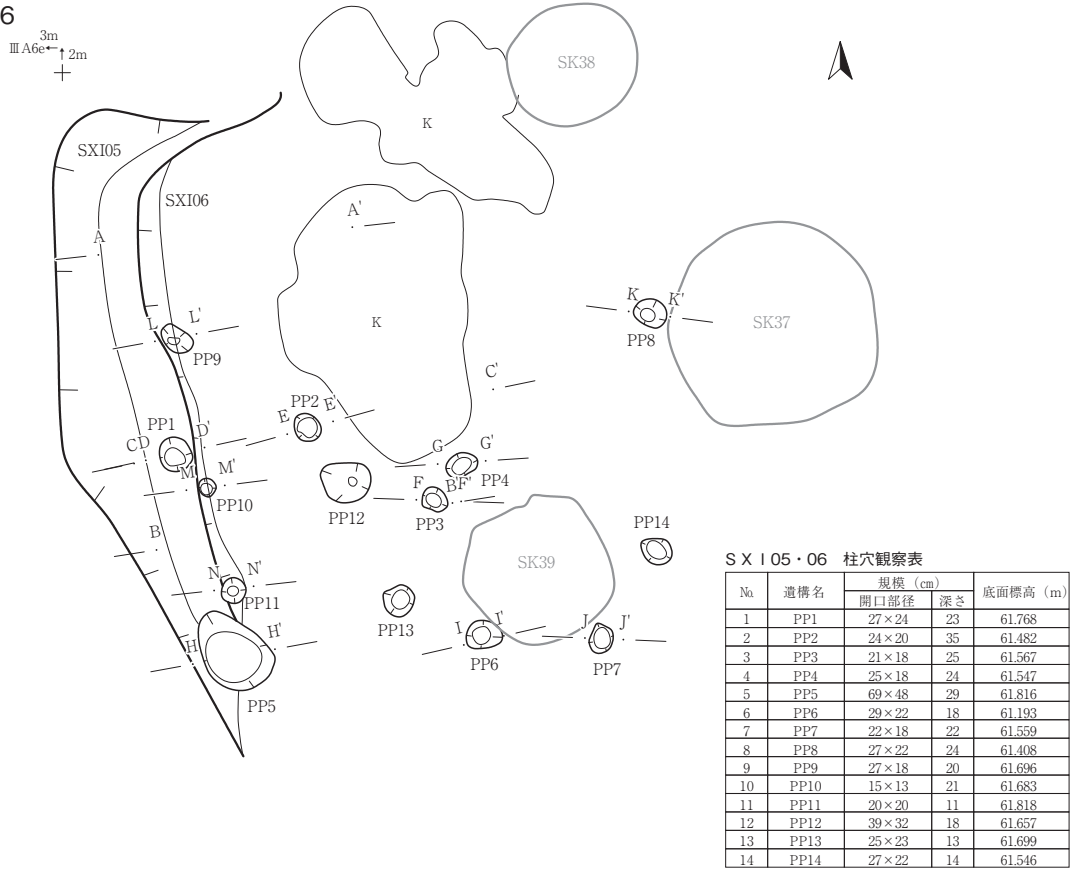 6
3m
ⅢA6e
2m
SK38
K
SXI05
SXI06
A
A'
K
K
K'
SK37
PP8
L
L'
PP9
C'
PP2
E
E'
PP1
C D
D'
G
G'
PP4
M
M'
PP10
F
B'F'
PP3
PP12
B
SK39
PP14
N
N'
PP11
PP13
H
H'
I
I'
PP6
J
J'
PP7
PP5
SXI05・06 柱穴観察表
№ 遺構名 規模(㎝) 底面標高(m)
開口部径 深さ
1 PP1 27×24 23 61.768
2 PP2 24×20 35 61.482
3 PP3 21×18 25 61.567
4 PP4 25×18 24 61.547
5 PP5 69×48 29 61.816
6 PP6 29×22 18 61.193
7 PP7 22×18 22 61.559
8 PP8 27×22 24 61.408
9 PP9 27×18 20 61.696
10 PP10 15×13 21 61.683
11 PP11 20×20 11 61.818
12 PP12 39×32 18 61.657
13 PP13 25×23 13 61.699
14 PP14 27×22 14 61.546